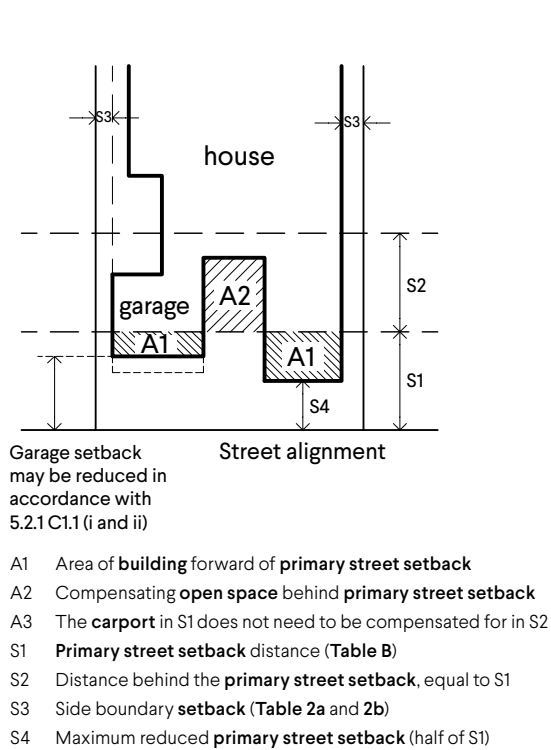 S3
S3
house
S2
A2
garage
A1
A1
S1
S4
Garage setback
may be reduced in
accordance with
5.2.1 C1.1 (i and ii)
Street alignment
A1 Area of building forward of primary street setback
A2 Compensating open space behind primary street setback
A3 The carport in S1 does not need to be compensated for in S2
S1 Primary street setback distance (Table B)
S2 Distance behind the primary street setback, equal to S1
S3 Side boundary setback (Table 2a and 2b)
S4 Maximum reduced primary street setback (half of S1)